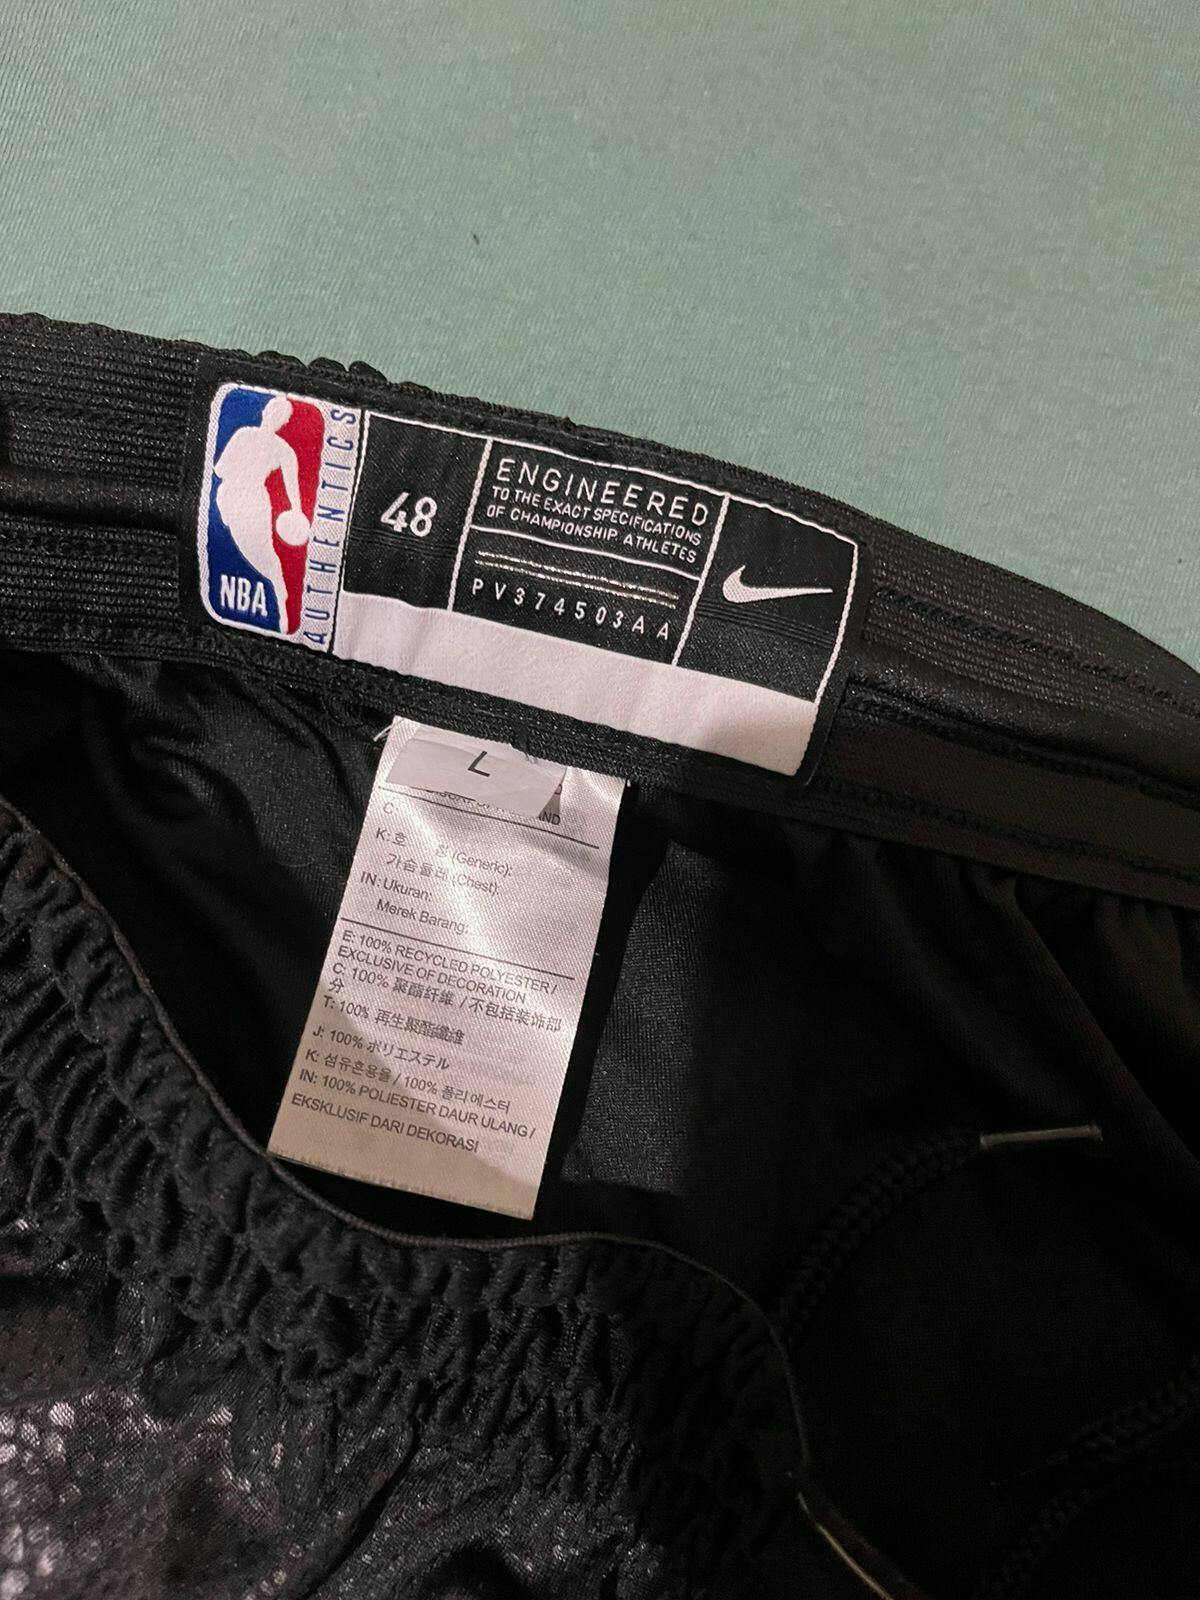 NBA
AUTHENTICS
48
ENGINEERED
TO THE EXACT SPECIFICATIONS
OF CHAMPIONSHIP ATHLETES
PV374503AA
L
AND
C:
K: 호 칭 (Generic):
가슴둘레 (Chest):
IN: Ukuran:
Merek Barang:
E: 100% RECYCLED POLYESTER /
EXCLUSIVE OF DECORATION
C: 100% 聚酯纤维 / 不包括装饰部
分
T: 100% 再生聚酯纖維
J: 100% ポリエステル
K: 섬유혼용율 / 100% 폴리에스터
IN: 100% POLIESTER DAUR ULANG /
EKSKLUSIF DARI DEKORASI